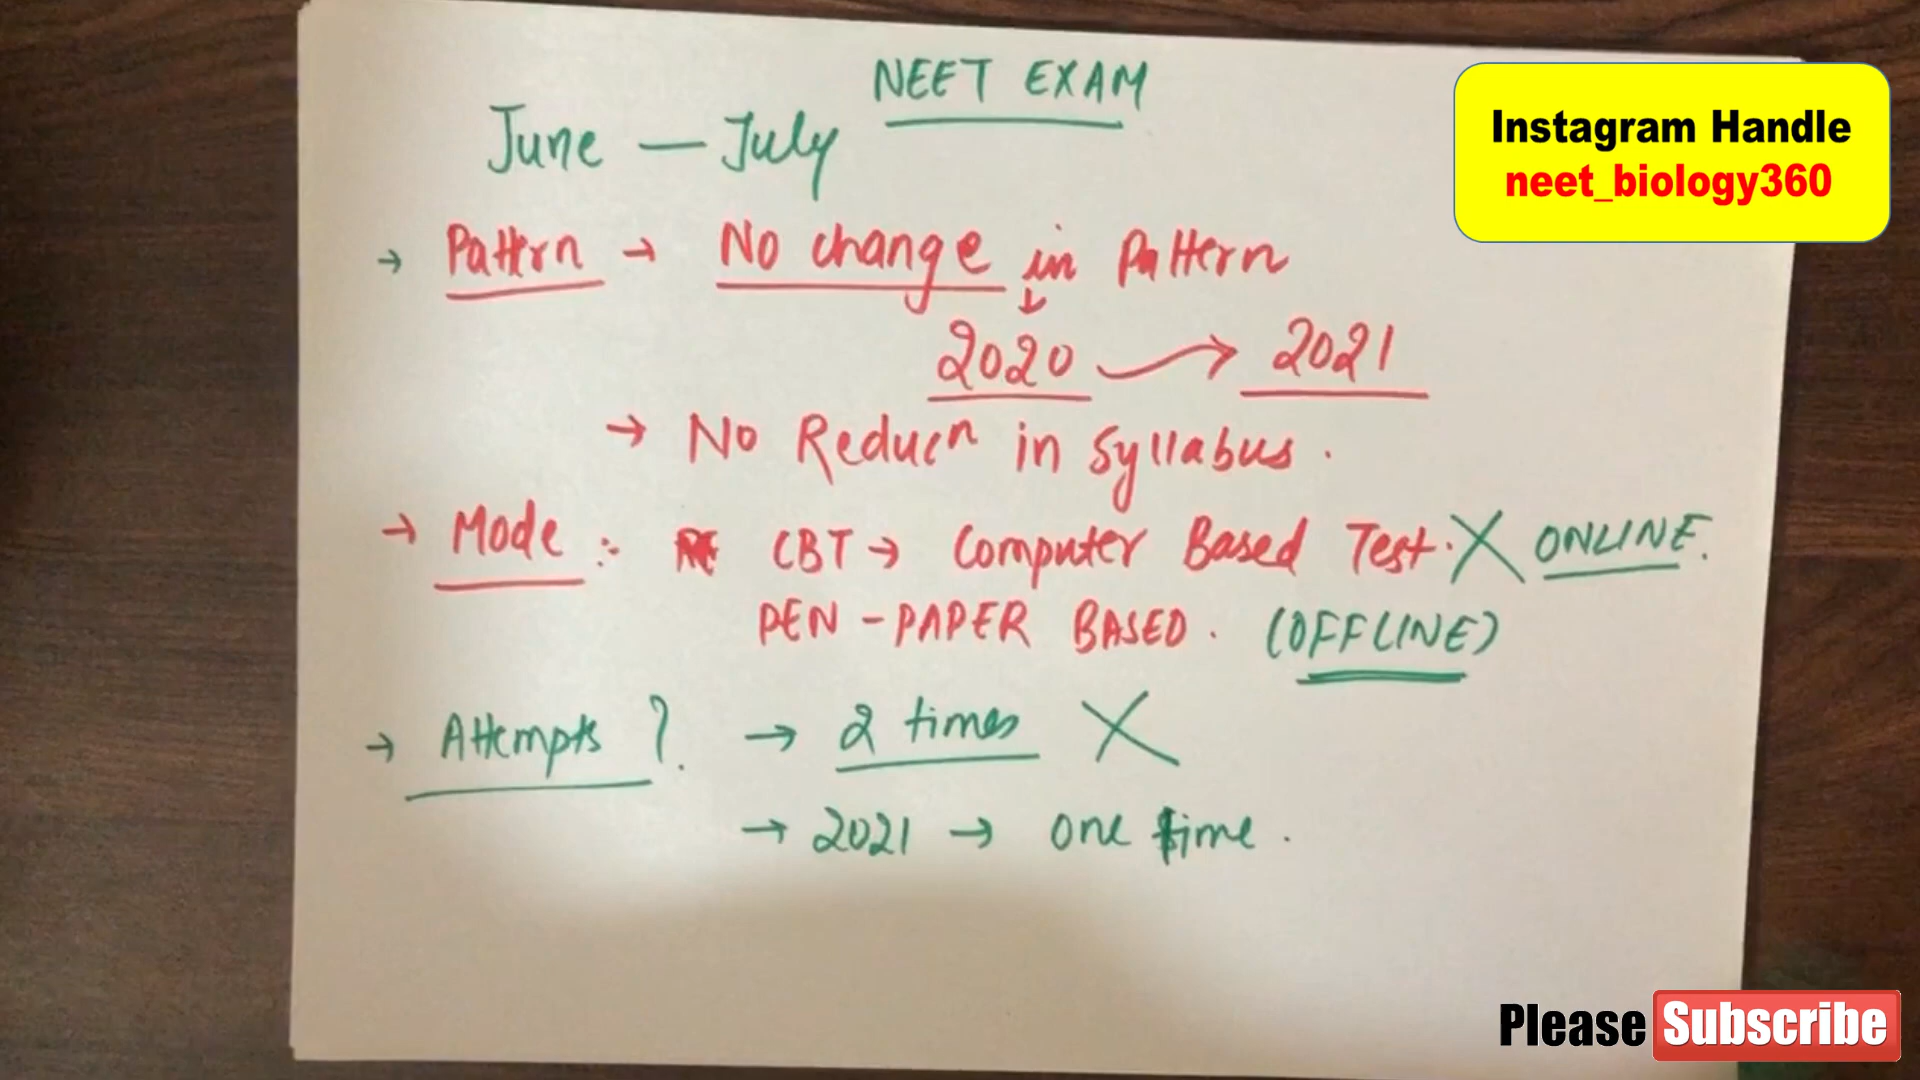 NEET EXAM
June - July
Instagram Handle
neet_biology360
→ Pattern → No change in Pattern
2020 → 2021
→ No Reducn in Syllabus.
→ Mode :- CBT → Computer Based Test. X ONLINE.
PEN - PAPER BASED. (OFFLINE)
→ Attempts ? → 2 times X
→ 2021 → one time.
Please Subscribe